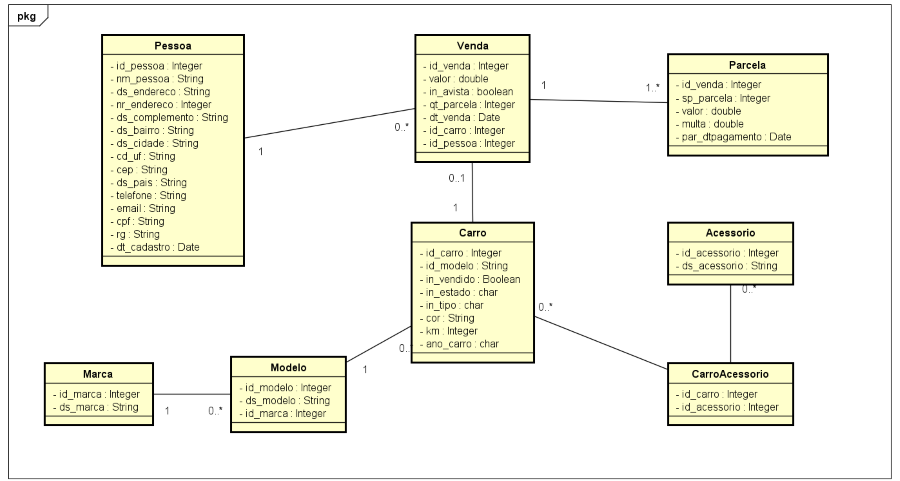 pkg
Pessoa
- id_pessoa : Integer
- nm_pessoa : String
- ds_endereco : String
- nr_endereco : Integer
- ds_complemento : String
- ds_bairro : String
- ds_cidade : String
- cd_uf : String
- cep : String
- ds_pais : String
- telefone : String
- email : String
- cpf : String
- rg : String
- dt_cadastro : Date
1
0..*
Venda
- id_venda : Integer
- valor : double
- in_avista : boolean
- qt_parcela : Integer
- dt_venda : Date
- id_carro : Integer
- id_pessoa : Integer
1
1..*
Parcela
- id_venda : Integer
- sp_parcela : Integer
- valor : double
- multa : double
- par_dtpagamento : Date
0..1
1
Carro
- id_carro : Integer
- id_modelo : String
- in_vendido : Boolean
- in_estado : char
- in_tipo : char
- cor : String
- km : Integer
- ano_carro : char
0..*
Acessorio
- id_acessorio : Integer
- ds_acessorio : String
0..*
CarroAcessorio
- id_carro : Integer
- id_acessorio : Integer
Marca
- id_marca : Integer
- ds_marca : String
1
0..*
Modelo
- id_modelo : Integer
- ds_modelo : String
- id_marca : Integer
1
0..